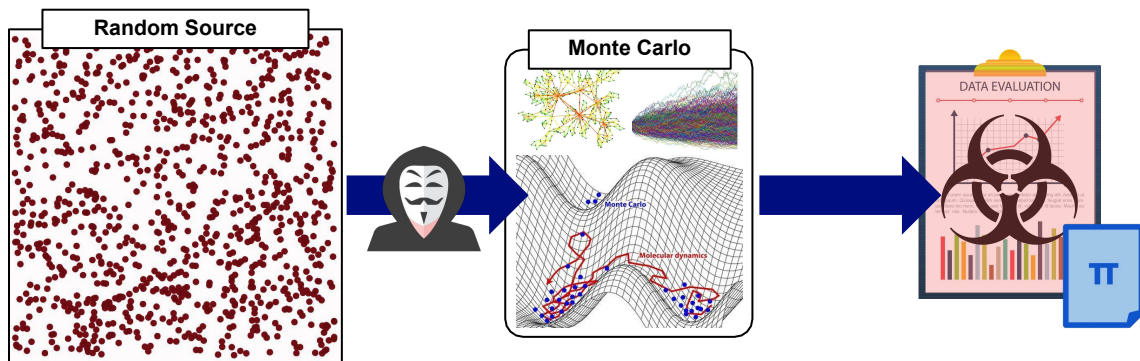 Random Source
Monte Carlo
Monte Carlo
Molecular dynamics
DATA EVALUATION
π